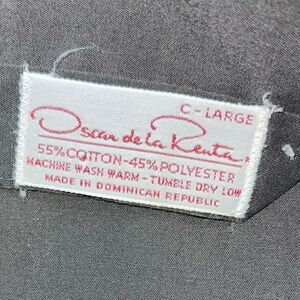 C-LARGE
Oscar de la Renta®
55% COTTON-45% POLYESTER
MACHINE WASH WARM - TUMBLE DRY LOW
MADE IN DOMINICAN REPUBLIC